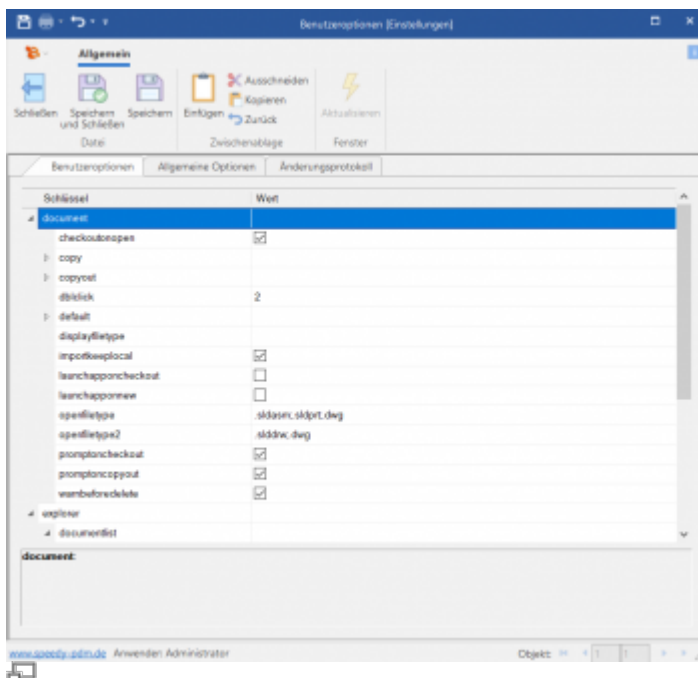 Benutzeroptionen [Einstellungen]
Allgemein
Schließen
Speichern und Schließen
Speichern
Einfügen
Ausschneiden
Kopieren
Zurück
Aktualisieren
Datei
Zwischenablage
Fenster
Benutzeroptionen
Allgemeine Optionen
Änderungsprotokoll
Schlüssel Wert
document
checkoutonopen
copy
copyout
dblclick 2
default
displayfiletype
importkeeplocal
launchapponcheckout
launchapponnew
openfiletype .sldasm;.sldprt;.dwg
openfiletype2 .slddrw;.dwg
promptoncheckout
promptoncopyout
warnbeforedelete
explorer
documentlist
document:
www.speedy-pdm.de Anwender: Administrator
Objekt: 1